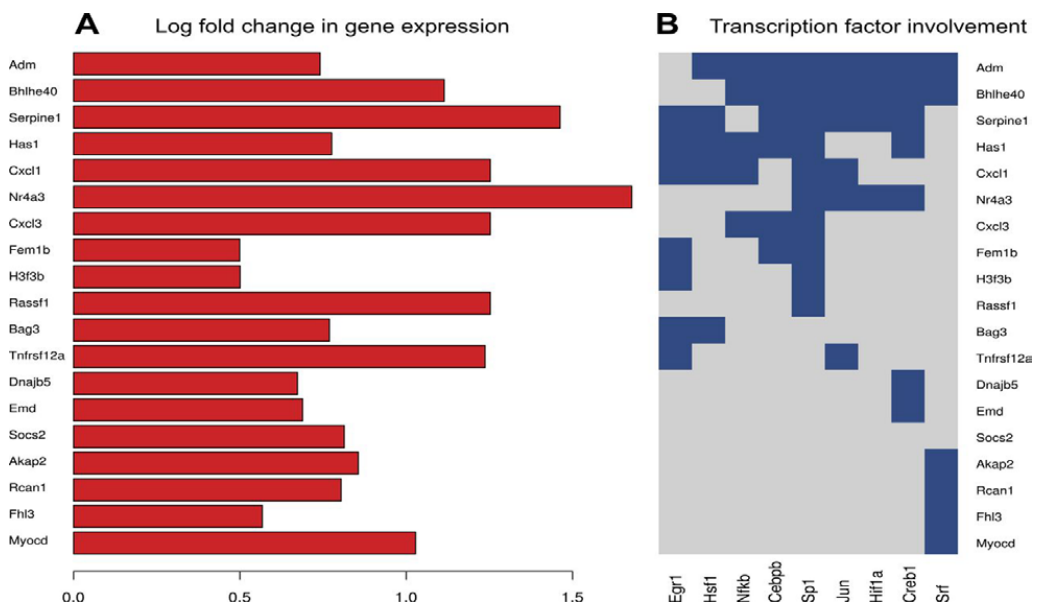 A Log fold change in gene expression
Adm
Bhlhe40
Serpine1
Has1
Cxcl1
Nr4a3
Cxcl3
Fem1b
H3f3b
Rassf1
Bag3
Tnfrsf12a
Dnajb5
Emd
Socs2
Akap2
Rcan1
Fhl3
Myocd
0.0 0.5 1.0 1.5
B Transcription factor involvement
Adm
Bhlhe40
Serpine1
Has1
Cxcl1
Nr4a3
Cxcl3
Fem1b
H3f3b
Rassf1
Bag3
Tnfrsf12a
Dnajb5
Emd
Socs2
Akap2
Rcan1
Fhl3
Myocd
Egr1 Hsf1 Nfkb Cebpb Sp1 Jun Hif1a Creb1 Srf